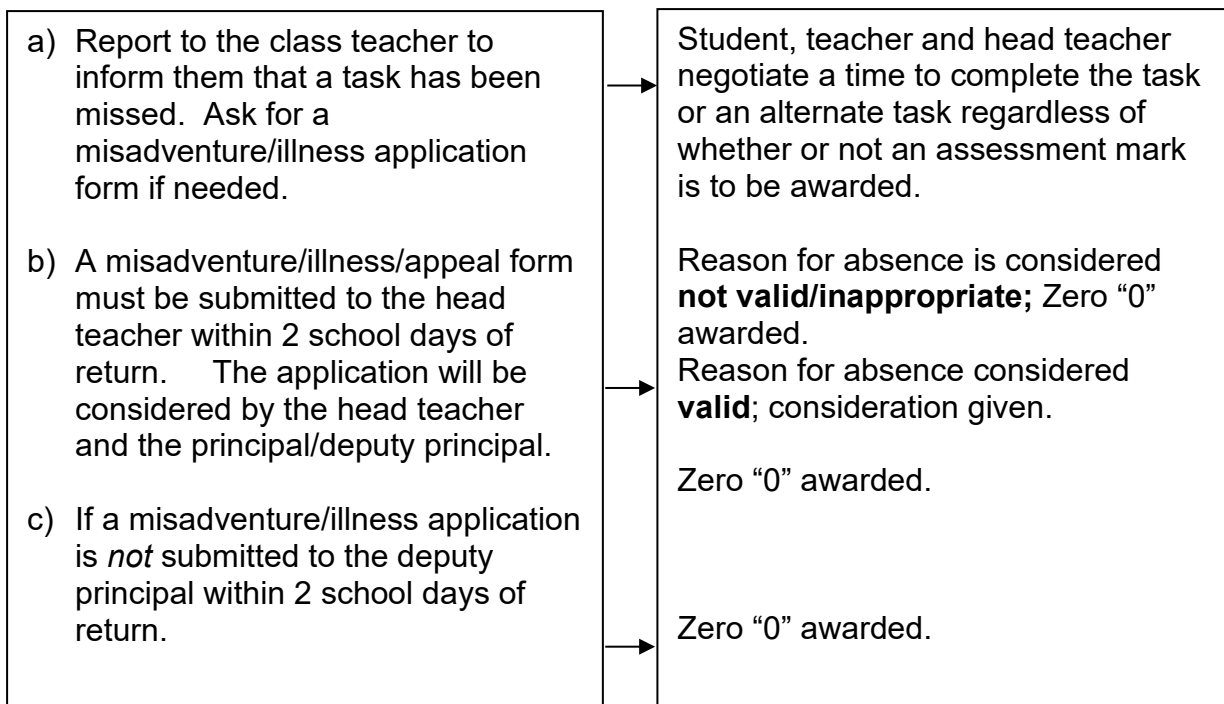 a) Report to the class teacher to
inform them that a task has been
missed. Ask for a
misadventure/illness application
form if needed.
b) A misadventure/illness/appeal form
must be submitted to the head
teacher within 2 school days of
return. The application will be
considered by the head teacher
and the principal/deputy principal.
c) If a misadventure/illness application
is not submitted to the deputy
principal within 2 school days of
return.
Student, teacher and head teacher
negotiate a time to complete the task
or an alternate task regardless of
whether or not an assessment mark
is to be awarded.
Reason for absence is considered
not valid/inappropriate; Zero “0”
awarded.
Reason for absence considered
valid; consideration given.
Zero “0” awarded.
Zero “0” awarded.